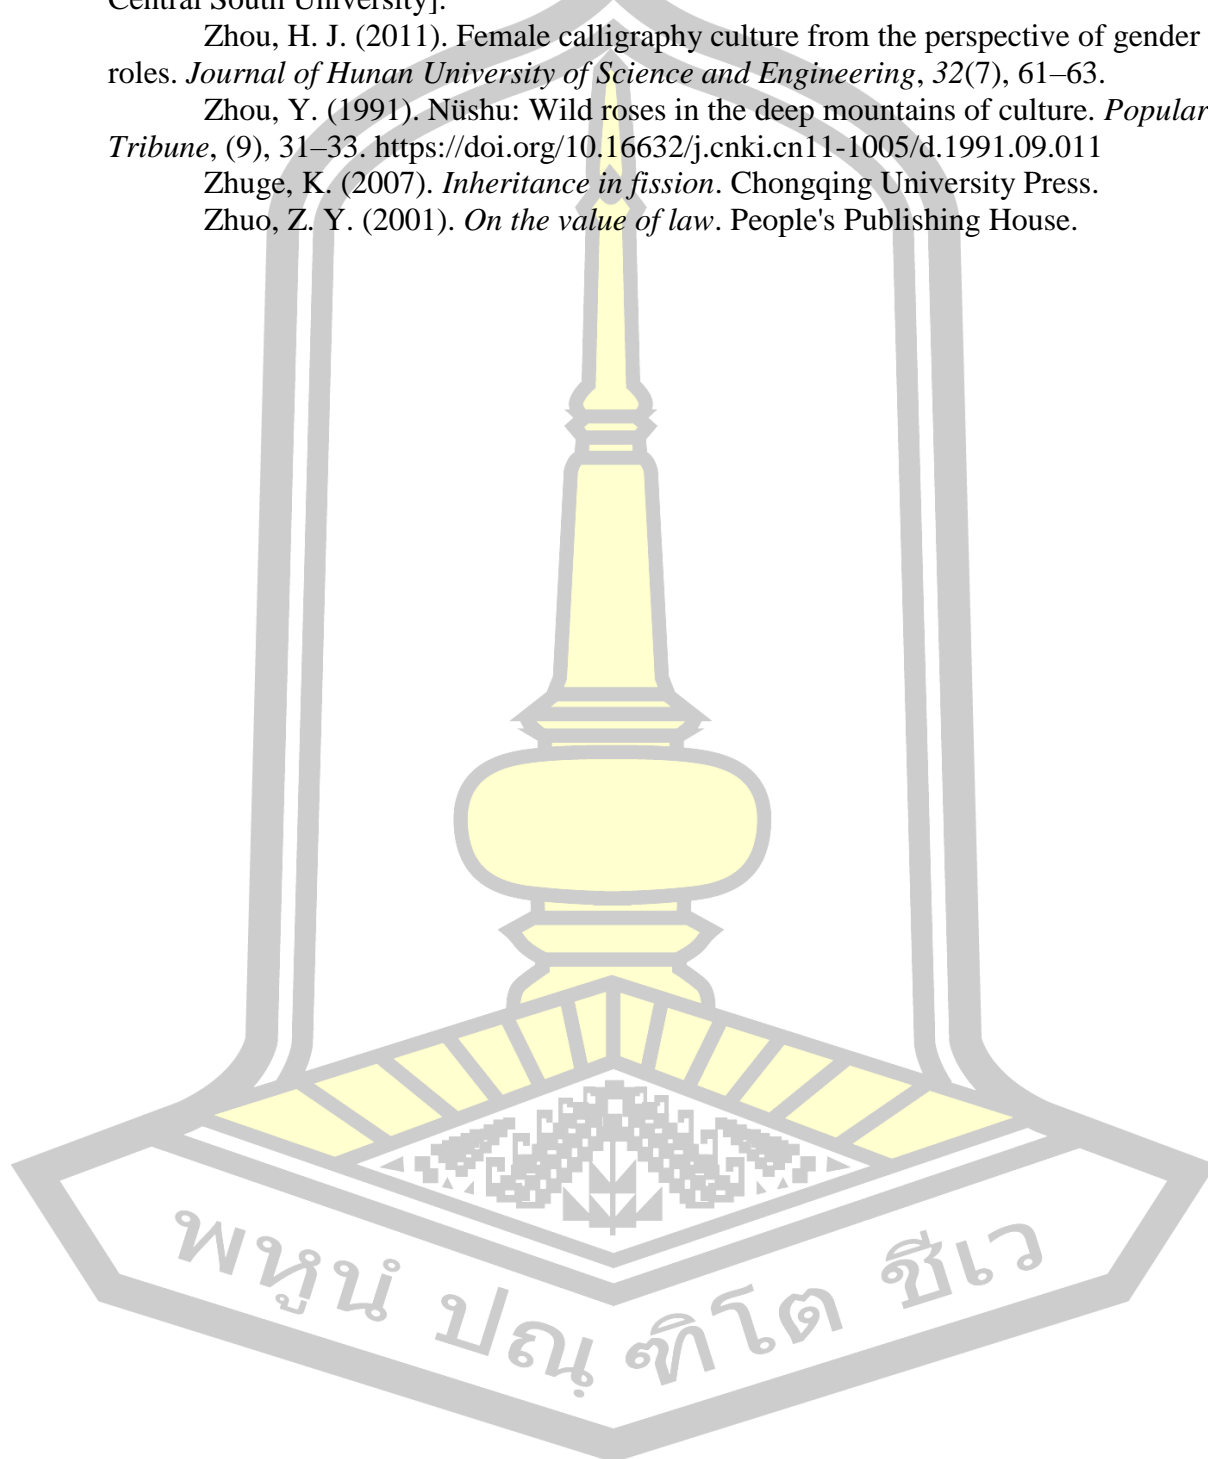 Central South University].
Zhou, H. J. (2011). Female calligraphy culture from the perspective of gender
roles. Journal of Hunan University of Science and Engineering, 32(7), 61–63.
Zhou, Y. (1991). Nüshu: Wild roses in the deep mountains of culture. Popular
Tribune, (9), 31–33. https://doi.org/10.16632/j.cnki.cn11-1005/d.1991.09.011
Zhuge, K. (2007). Inheritance in fission. Chongqing University Press.
Zhuo, Z. Y. (2001). On the value of law. People's Publishing House.
พหูนํ ปณฺฑิโต ชีเว